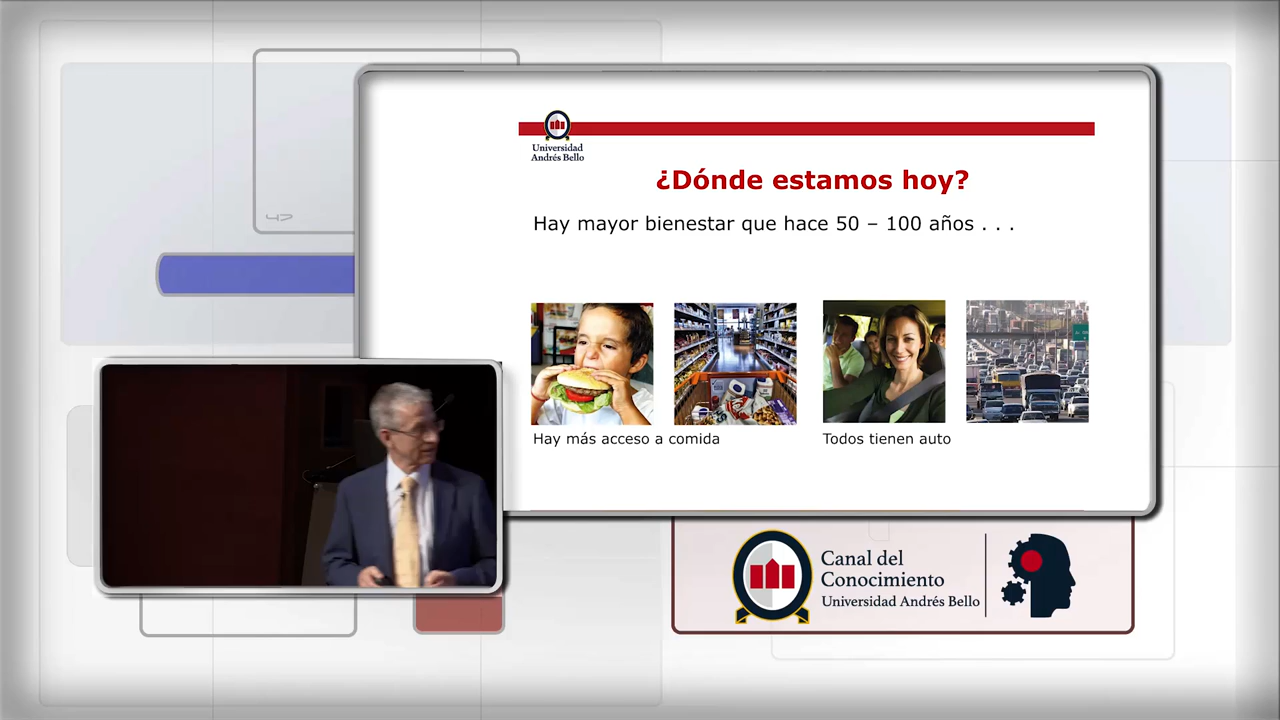 Universidad
Andrés Bello
¿Dónde estamos hoy?
Hay mayor bienestar que hace 50 – 100 años . . .
Hay más acceso a comida
Todos tienen auto
Canal del
Conocimiento
Universidad Andrés Bello